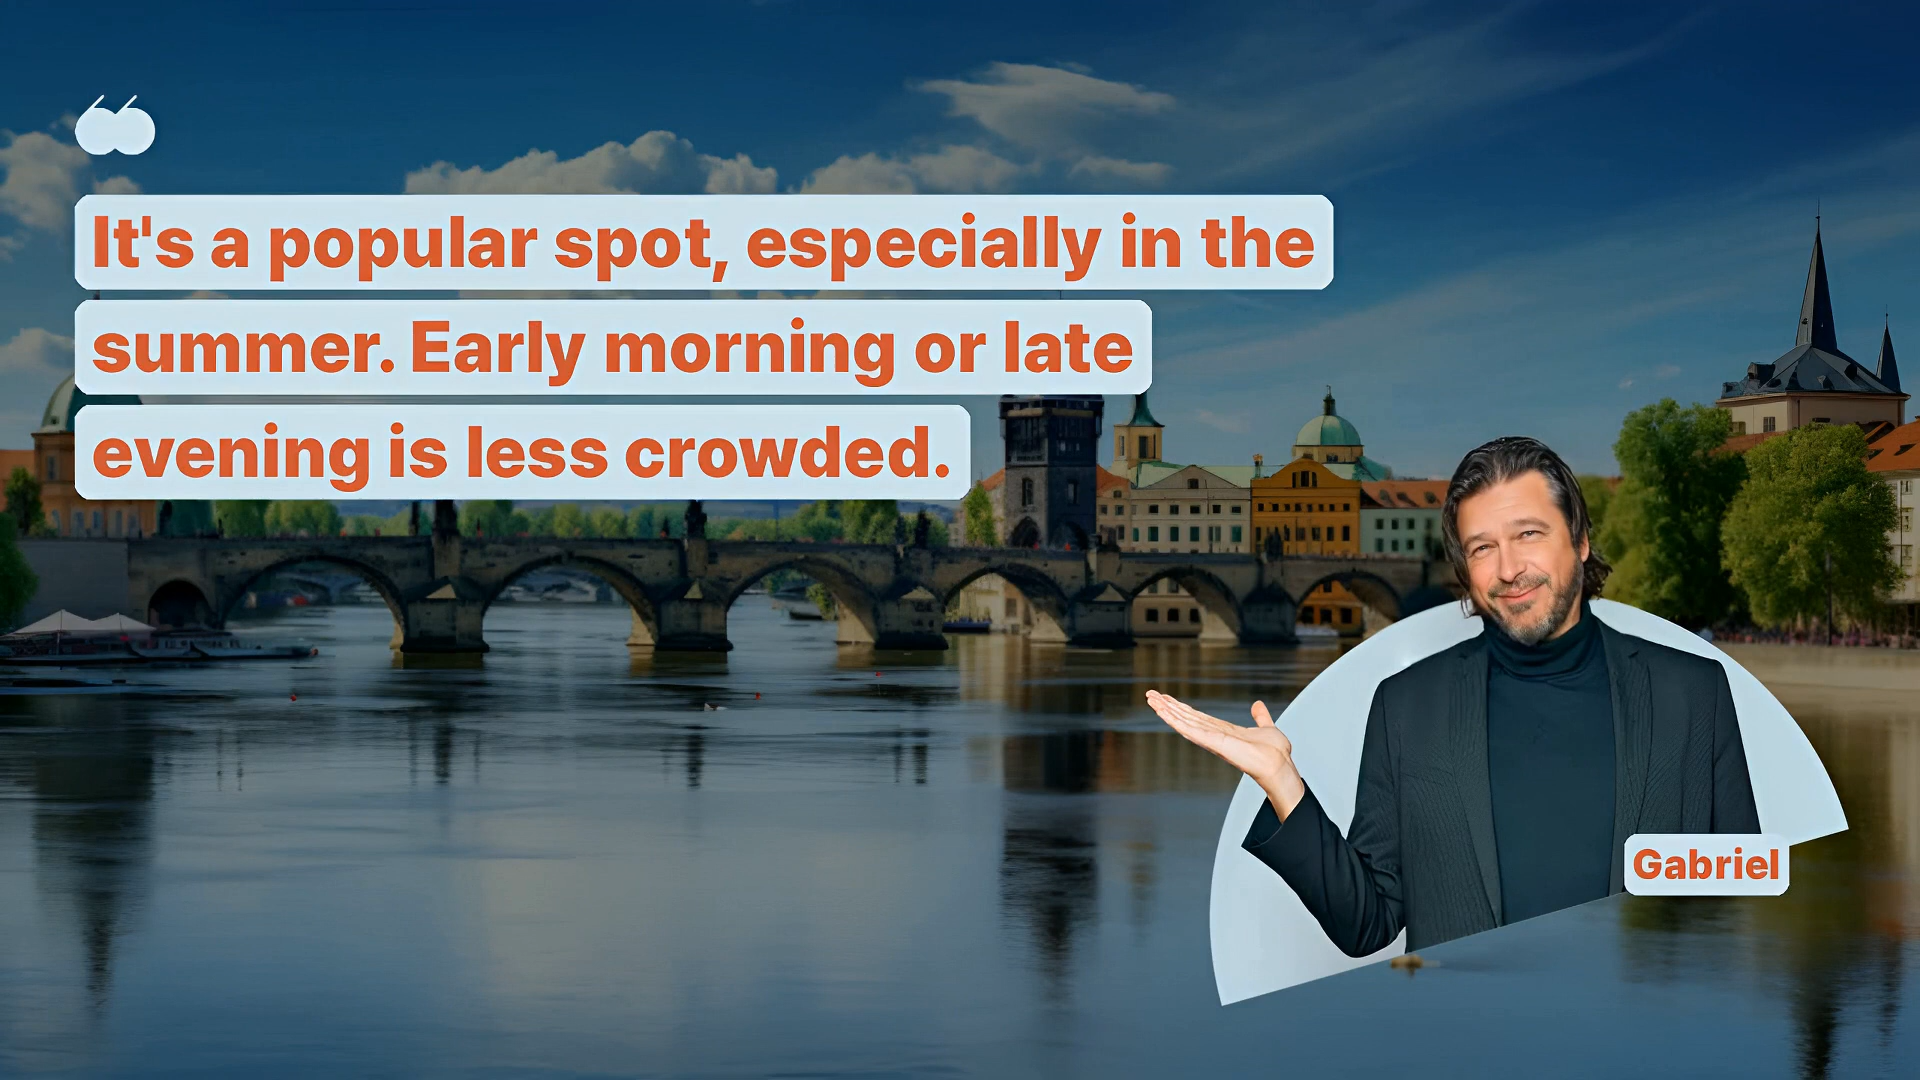 “
It's a popular spot, especially in the
summer. Early morning or late
evening is less crowded.
Gabriel